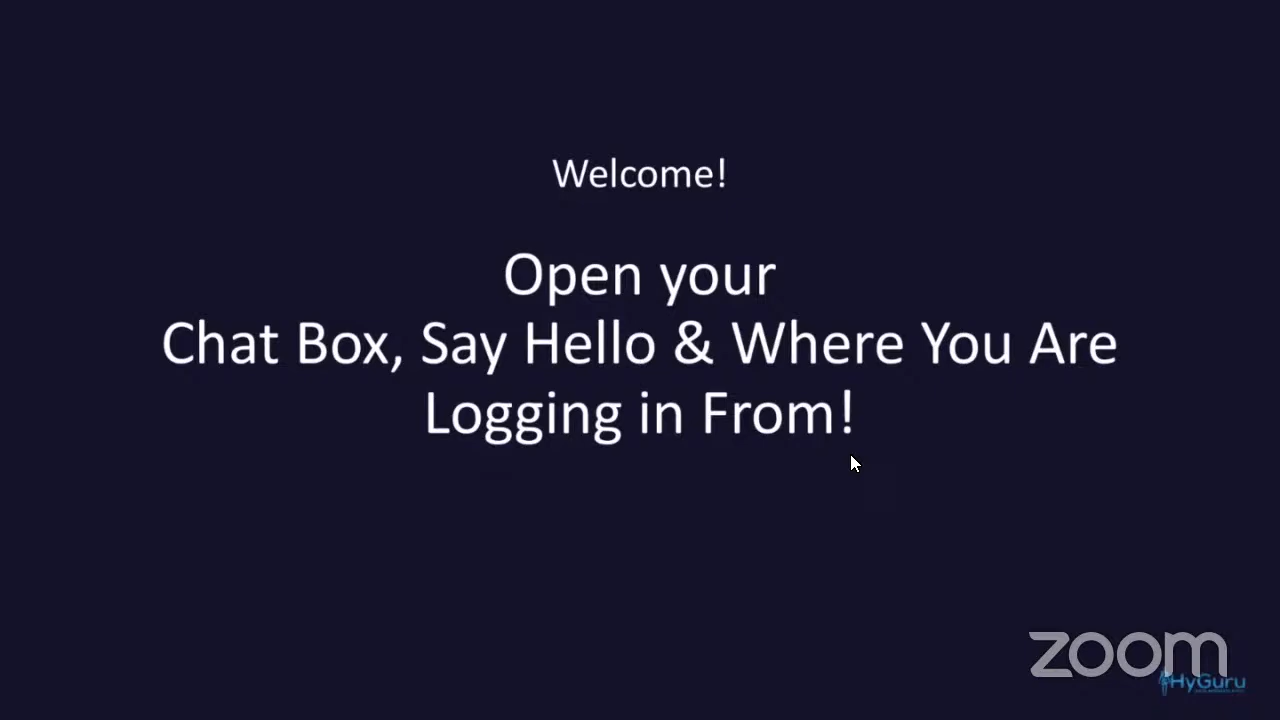 Welcome!
Open your
Chat Box, Say Hello & Where You Are
Logging in From!
zoom
HyGuru